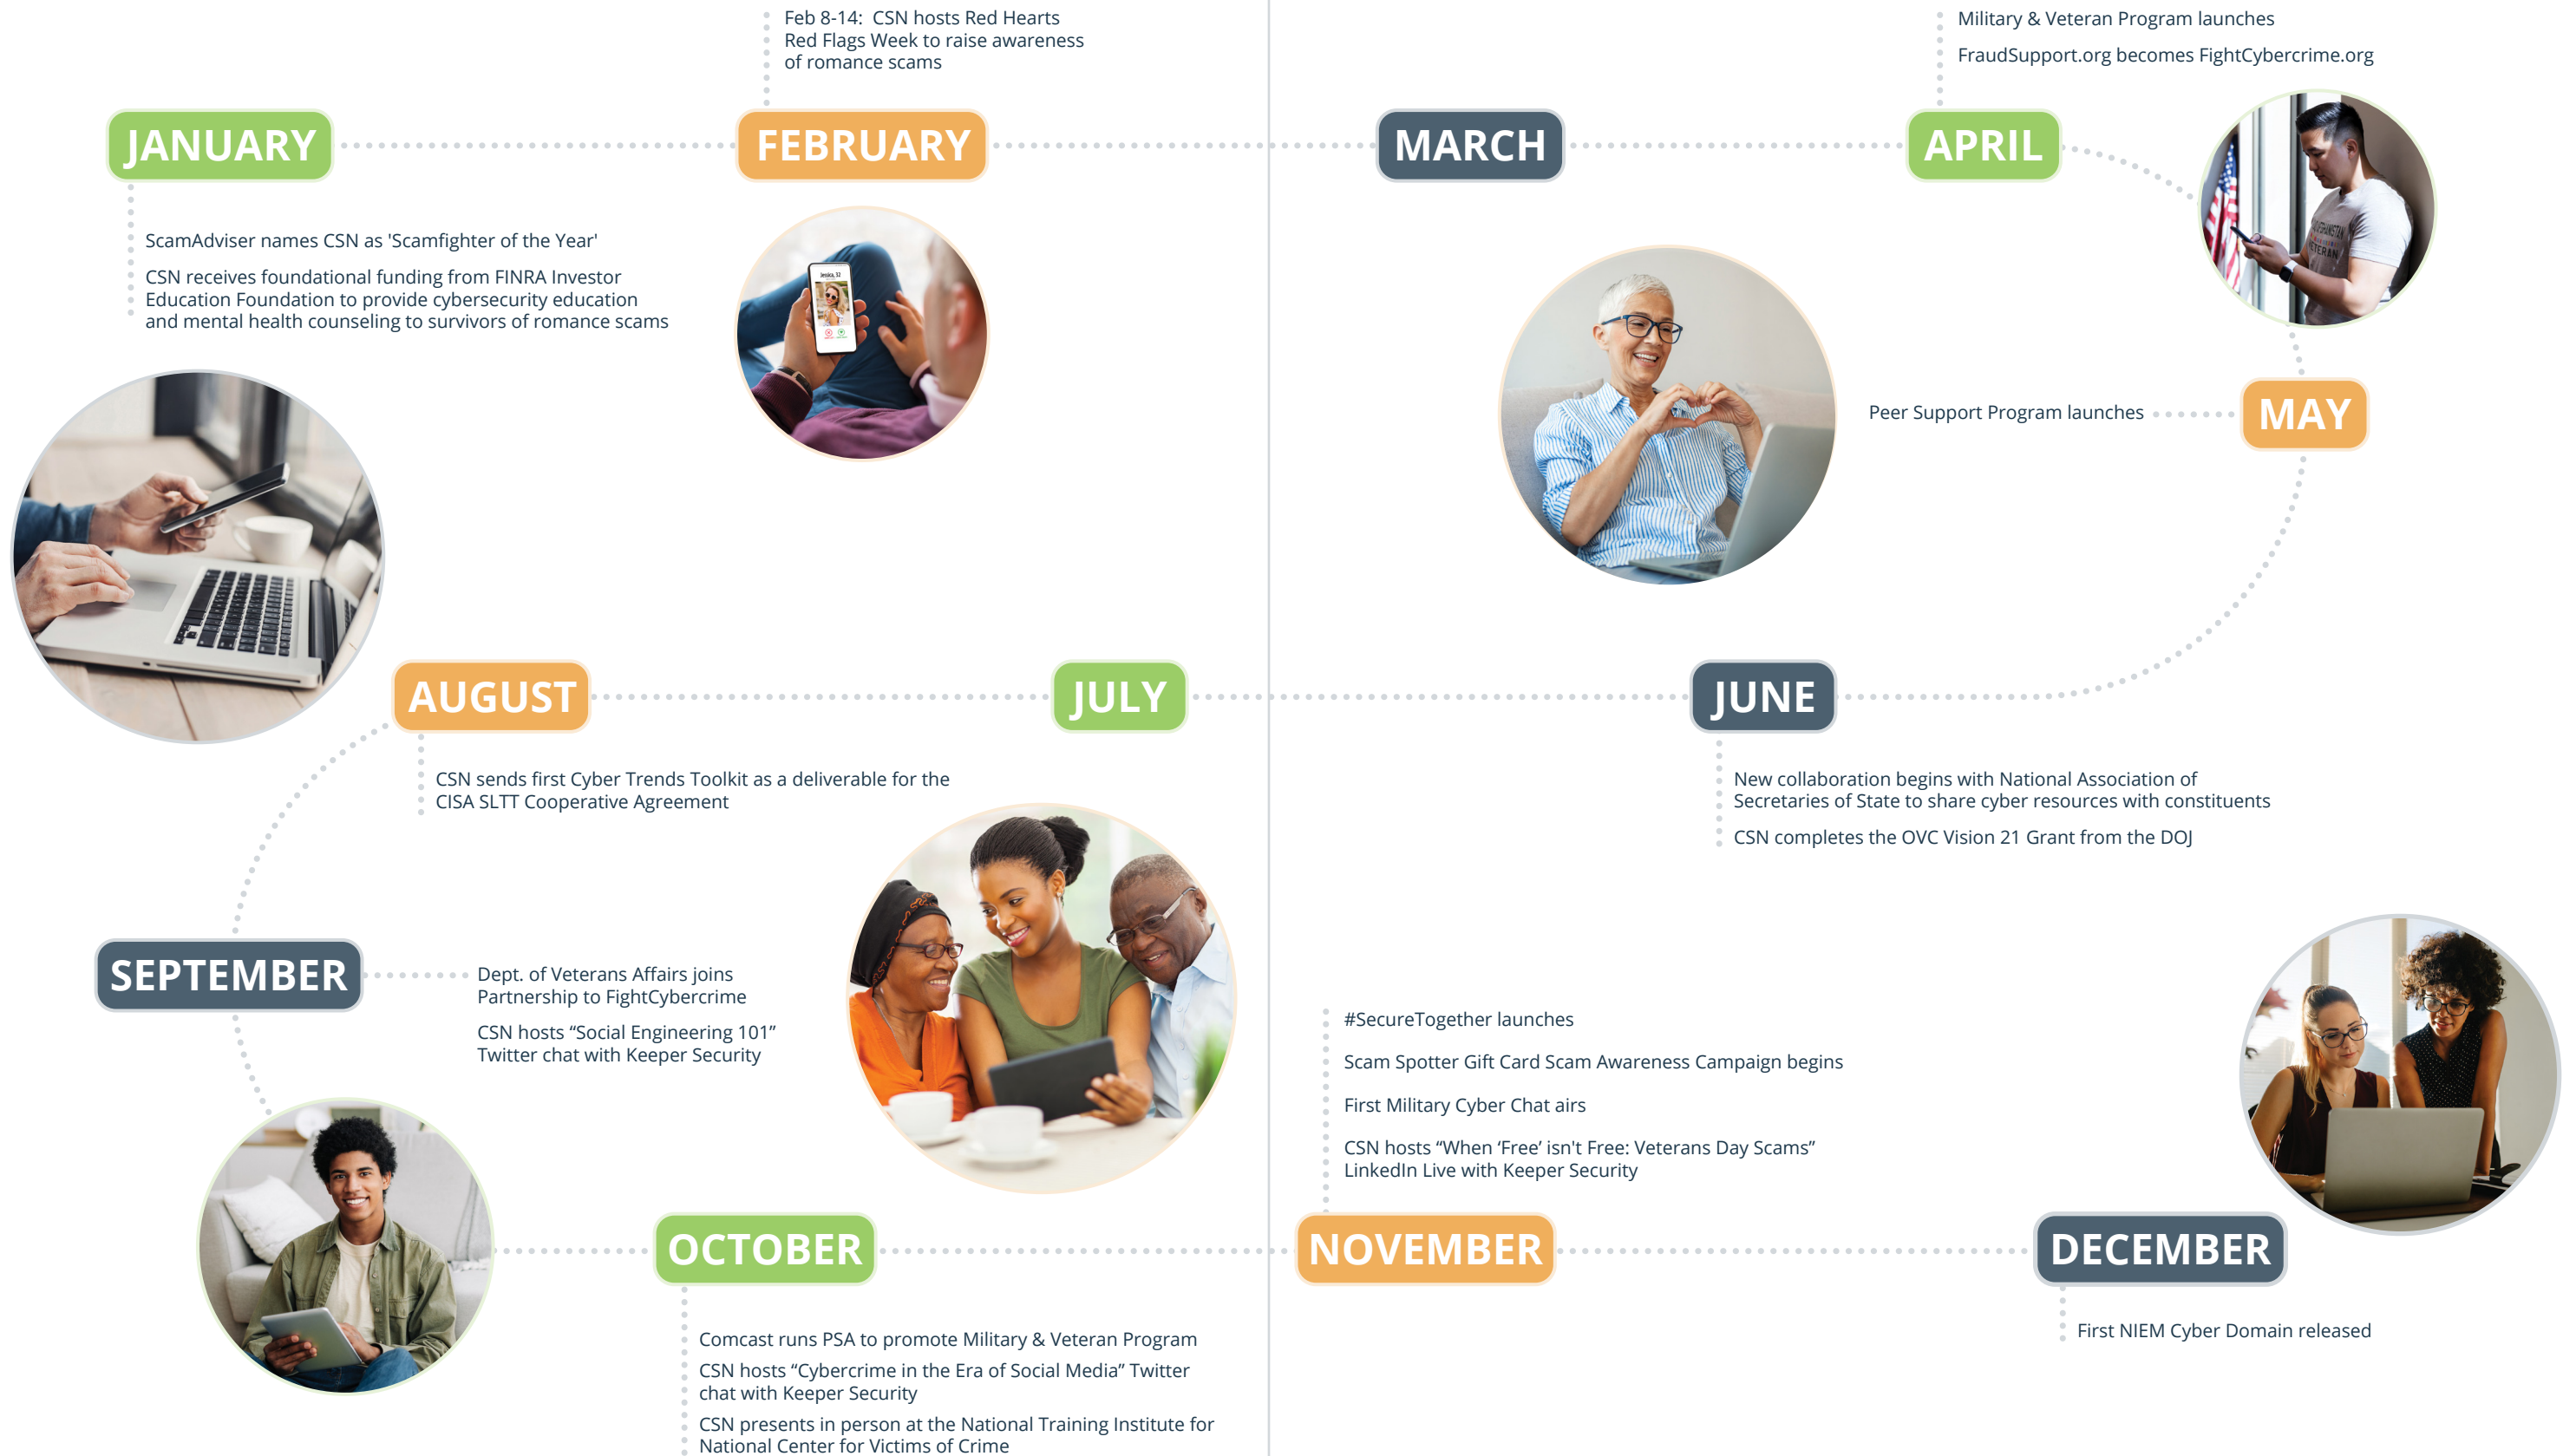 Feb 8-14: CSN hosts Red Hearts
Red Flags Week to raise awareness
of romance scams
Military & Veteran Program launches
FraudSupport.org becomes FightCybercrime.org
JANUARY
FEBRUARY
MARCH
APRIL
ScamAdviser names CSN as 'Scamfighter of the Year'
CSN receives foundational funding from FINRA Investor
Education Foundation to provide cybersecurity education
and mental health counseling to survivors of romance scams
Jessica, 32
VETERAN
Peer Support Program launches
MAY
AUGUST
JULY
JUNE
CSN sends first Cyber Trends Toolkit as a deliverable for the
CISA SLTT Cooperative Agreement
New collaboration begins with National Association of
Secretaries of State to share cyber resources with constituents
CSN completes the OVC Vision 21 Grant from the DOJ
SEPTEMBER
Dept. of Veterans Affairs joins
Partnership to FightCybercrime
CSN hosts “Social Engineering 101”
Twitter chat with Keeper Security
#SecureTogether launches
Scam Spotter Gift Card Scam Awareness Campaign begins
First Military Cyber Chat airs
CSN hosts “When ‘Free’ isn't Free: Veterans Day Scams”
LinkedIn Live with Keeper Security
OCTOBER
NOVEMBER
DECEMBER
Comcast runs PSA to promote Military & Veteran Program
CSN hosts “Cybercrime in the Era of Social Media” Twitter
chat with Keeper Security
CSN presents in person at the National Training Institute for
National Center for Victims of Crime
First NIEM Cyber Domain released